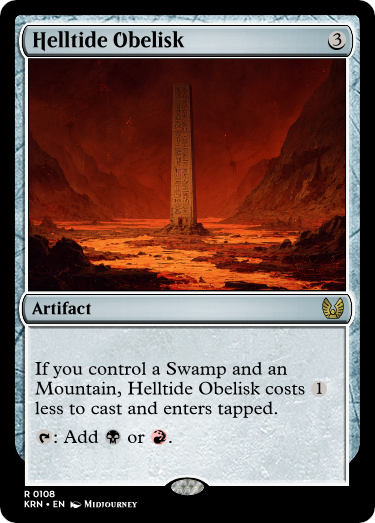 Helltide Obelisk 3
Artifact
If you control a Swamp and an
Mountain, Helltide Obelisk costs 1
less to cast and enters tapped.
: Add or .
R 0108
KRN • EN Midjourney